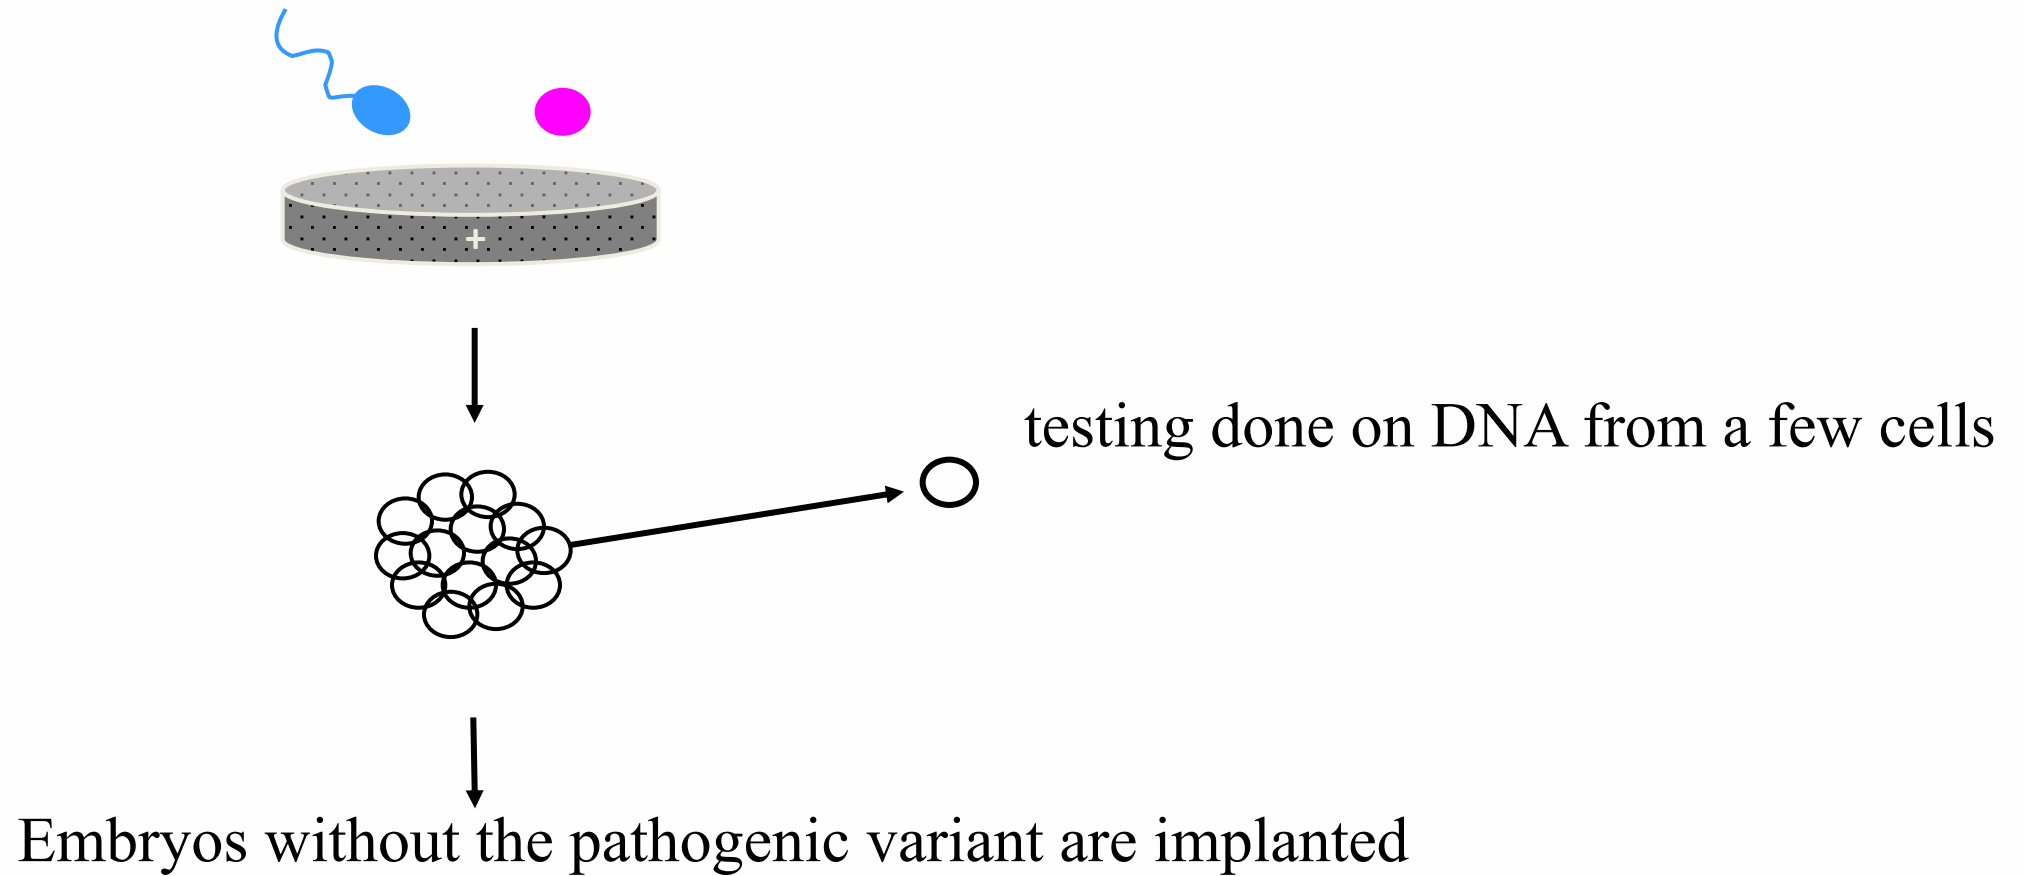 +
testing done on DNA from a few cells
Embryos without the pathogenic variant are implanted